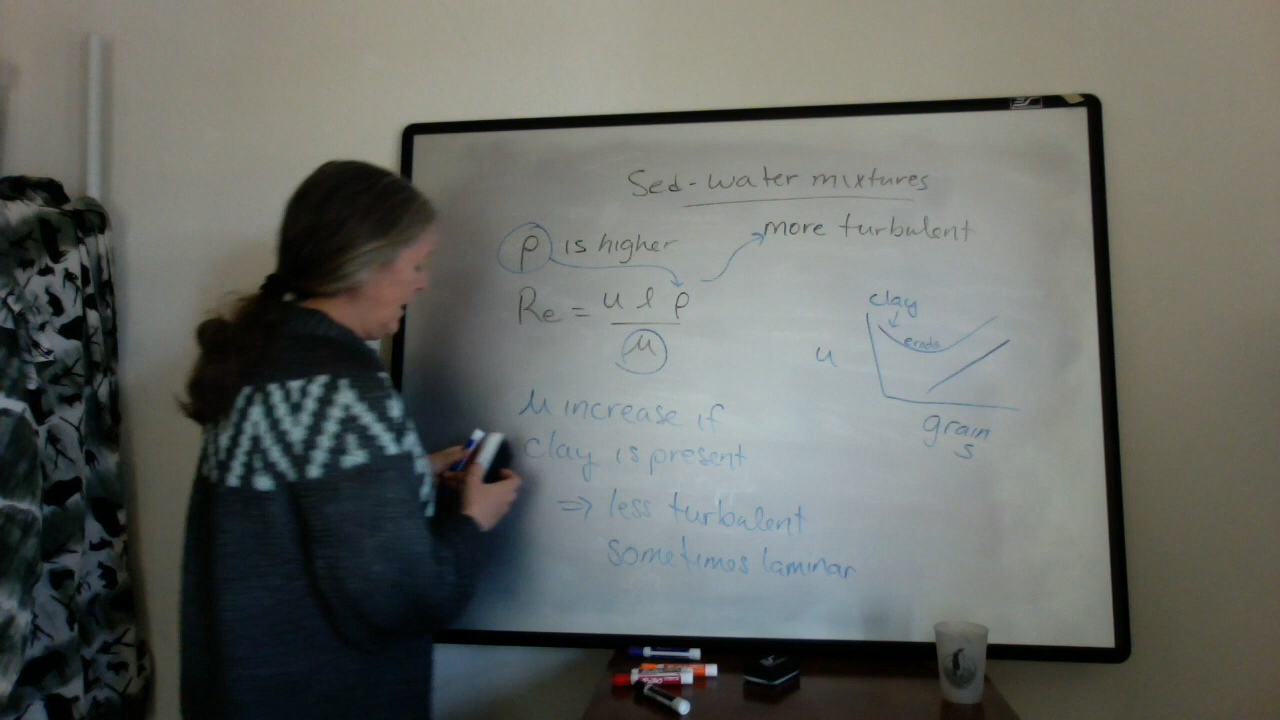 Sed-water mixtures
ρ is higher
more turbulent
Re = u l ρ
μ
clay
erode
u
grain
s
μ increase if
clay is present
⇒ less turbulent
sometimes laminar